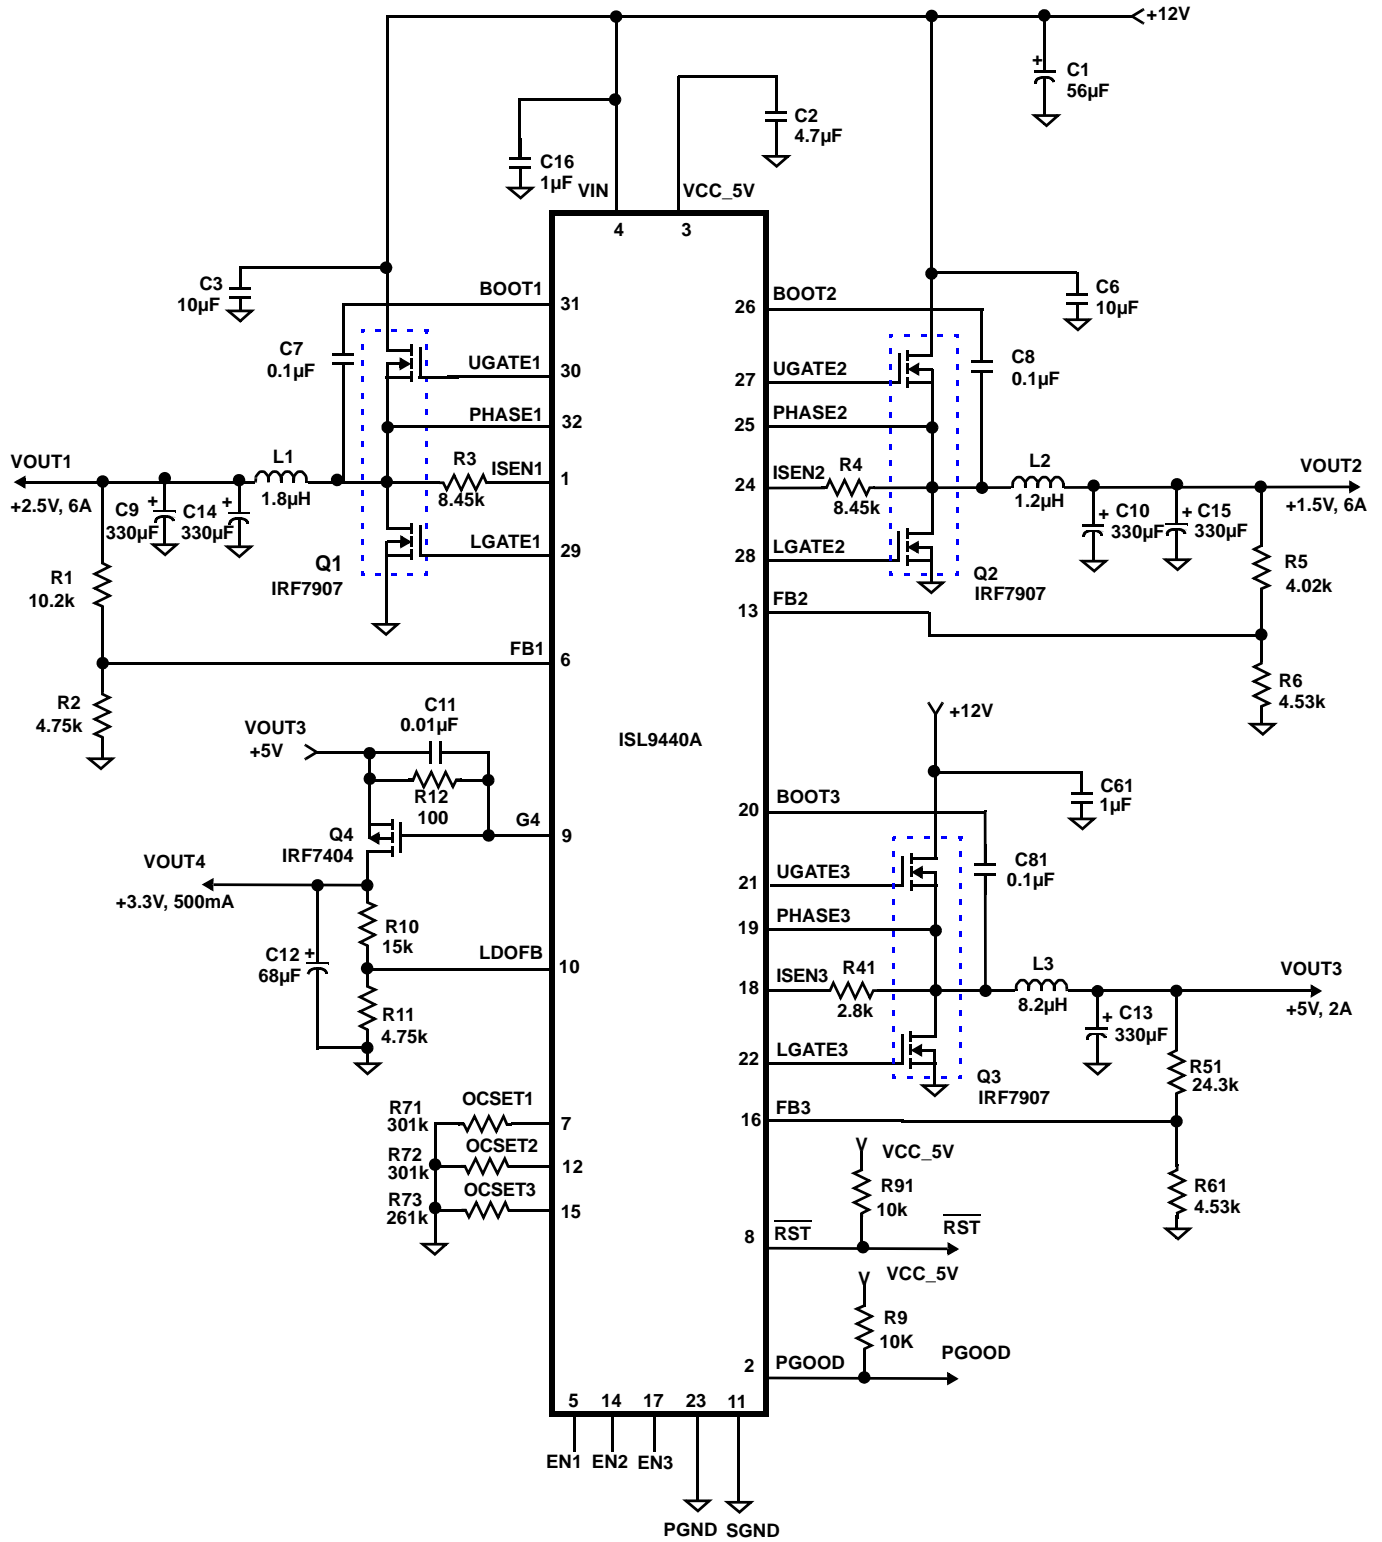 +12V
C1
56µF
C2
4.7µF
C16
1µF
VIN
VCC_5V
4
3
C3
10µF
BOOT1
31
26
BOOT2
C6
10µF
C7
0.1µF
UGATE1
30
27
UGATE2
C8
0.1µF
PHASE1
32
25
PHASE2
VOUT1
+2.5V, 6A
L1
1.8µH
R3
8.45k
ISEN1
1
24
ISEN2
R4
8.45k
L2
1.2µH
VOUT2
+1.5V, 6A
C9
330µF
+
C14
330µF
+
+
C10
330µF
+
C15
330µF
LGATE1
29
28
LGATE2
Q1
IRF7907
Q2
IRF7907
R1
10.2k
R5
4.02k
13
FB2
FB1
6
R2
4.75k
R6
4.53k
C11
0.01µF
VOUT3
+5V
R12
100
ISL9440A
+12V
C61
1µF
20
BOOT3
Q4
IRF7404
G4
9
VOUT4
+3.3V, 500mA
21
UGATE3
C81
0.1µF
R10
15k
19
PHASE3
C12
68µF
+
LDOFB
10
18
ISEN3
R41
2.8k
L3
8.2µH
VOUT3
+5V, 2A
R11
4.75k
+
C13
330µF
22
LGATE3
Q3
IRF7907
R51
24.3k
R71
301k
OCSET1
7
16
FB3
R72
301k
OCSET2
12
VCC_5V
R91
10k
R73
261k
OCSET3
15
R61
4.53k
8
RST
RST
VCC_5V
R9
10K
2
PGOOD
PGOOD
5
14
17
23
11
EN1
EN2
EN3
PGND
SGND